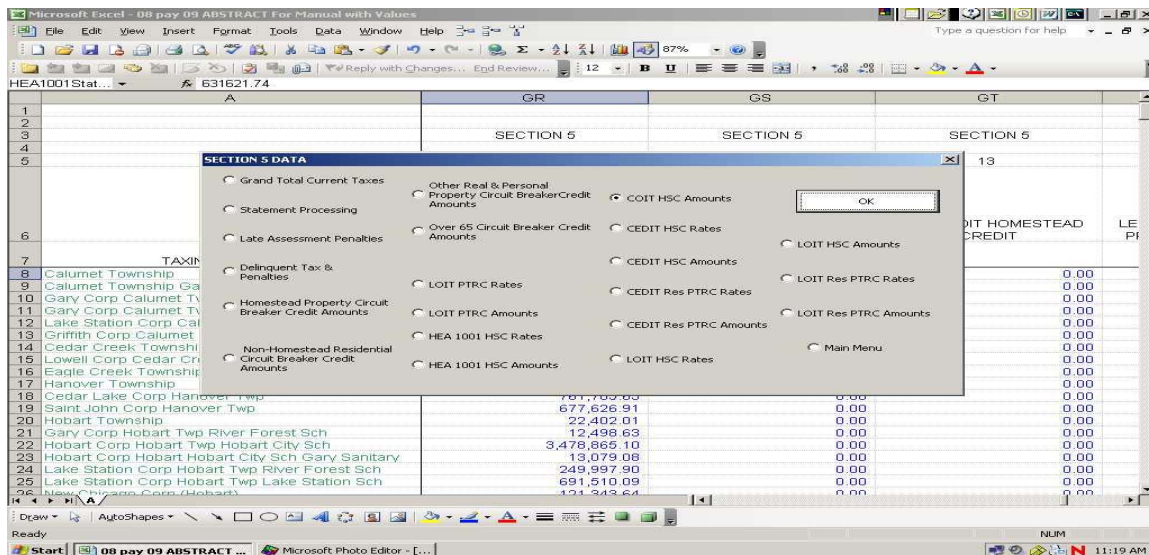 Microsoft Excel - 08 pay 09 ABSTRACT For Manual with Values
File Edit View Insert Format Tools Data Window Help
Type a question for help
87%
Reply with Changes... End Review...
12
B U
HEA1001Stat...
fx 631621.74
A GR GS GT
1
2
3 SECTION 5 SECTION 5 SECTION 5
4
5 13
SECTION 5 DATA
Grand Total Current Taxes
Statement Processing
Late Assessment Penalties
Delinquent Tax &
Penalties
Homestead Property Circuit
Breaker Credit Amounts
Non-Homestead Residential
Circuit Breaker Credit
Amounts
Other Real & Personal
Property Circuit BreakerCredit
Amounts
Over 65 Circuit Breaker Credit
Amounts
LOIT PTRC Rates
LOIT PTRC Amounts
HEA 1001 HSC Rates
HEA 1001 HSC Amounts
COIT HSC Amounts
CEDIT HSC Rates
CEDIT HSC Amounts
CEDIT Res PTRC Rates
CEDIT Res PTRC Amounts
LOIT HSC Rates
OK
LOIT HSC Amounts
LOIT Res PTRC Rates
LOIT Res PTRC Amounts
Main Menu
6 IT HOMESTEAD LE
CREDIT
7 TAXIN
8 Calumet Township 0.00
9 Calumet Township Ga 0.00
10 Gary Corp Calumet Tv 0.00
11 Gary Corp Calumet Tv 0.00
12 Lake Station Corp Cal 0.00
13 Griffith Corp Calumet 0.00
14 Cedar Creek Townshi 0.00
15 Lowell Corp Cedar Cr 0.00
16 Eagle Creek Township 0.00
17 Hanover Township 0.00
18 Cedar Lake Corp Hanover Twp 0.00 0.00
19 Saint John Corp Hanover Twp 677,626.91 0.00 0.00
20 Hobart Township 22,402.01 0.00 0.00
21 Gary Corp Hobart Twp River Forest Sch 12,498.63 0.00 0.00
22 Hobart Corp Hobart Twp Hobart City Sch 3,478,865.10 0.00 0.00
23 Hobart Corp Hobart Hobart City Sch Gary Sanitary 13,079.08 0.00 0.00
24 Lake Station Corp Hobart Twp River Forest Sch 249,997.90 0.00 0.00
25 Lake Station Corp Hobart Twp Lake Station Sch 691,510.09 0.00 0.00
26 New Chicago Corp (Hobart) 121,343.64 0.00 0.00
A
Draw AutoShapes
Ready
NUM
Start 08 pay 09 ABSTRACT ... Microsoft Photo Editor - [...] 11:19 AM